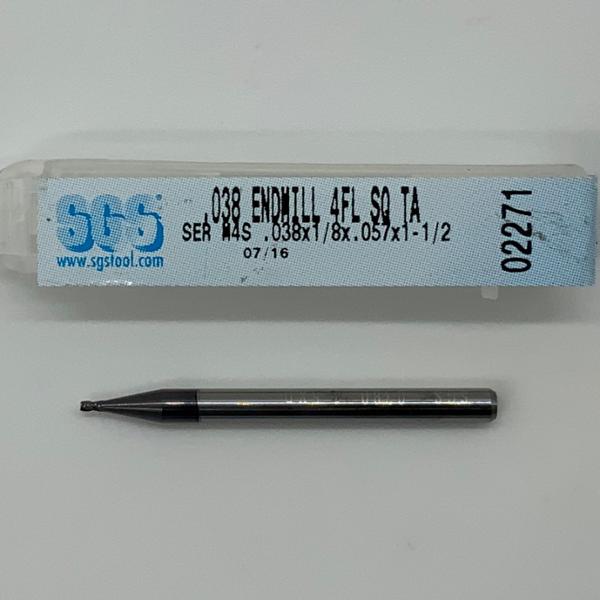 SGS
www.sgstool.com
.038 ENDMILL 4FL SQ TA
SER M4S .038x1/8x.057x1-1/2
07/16
02271